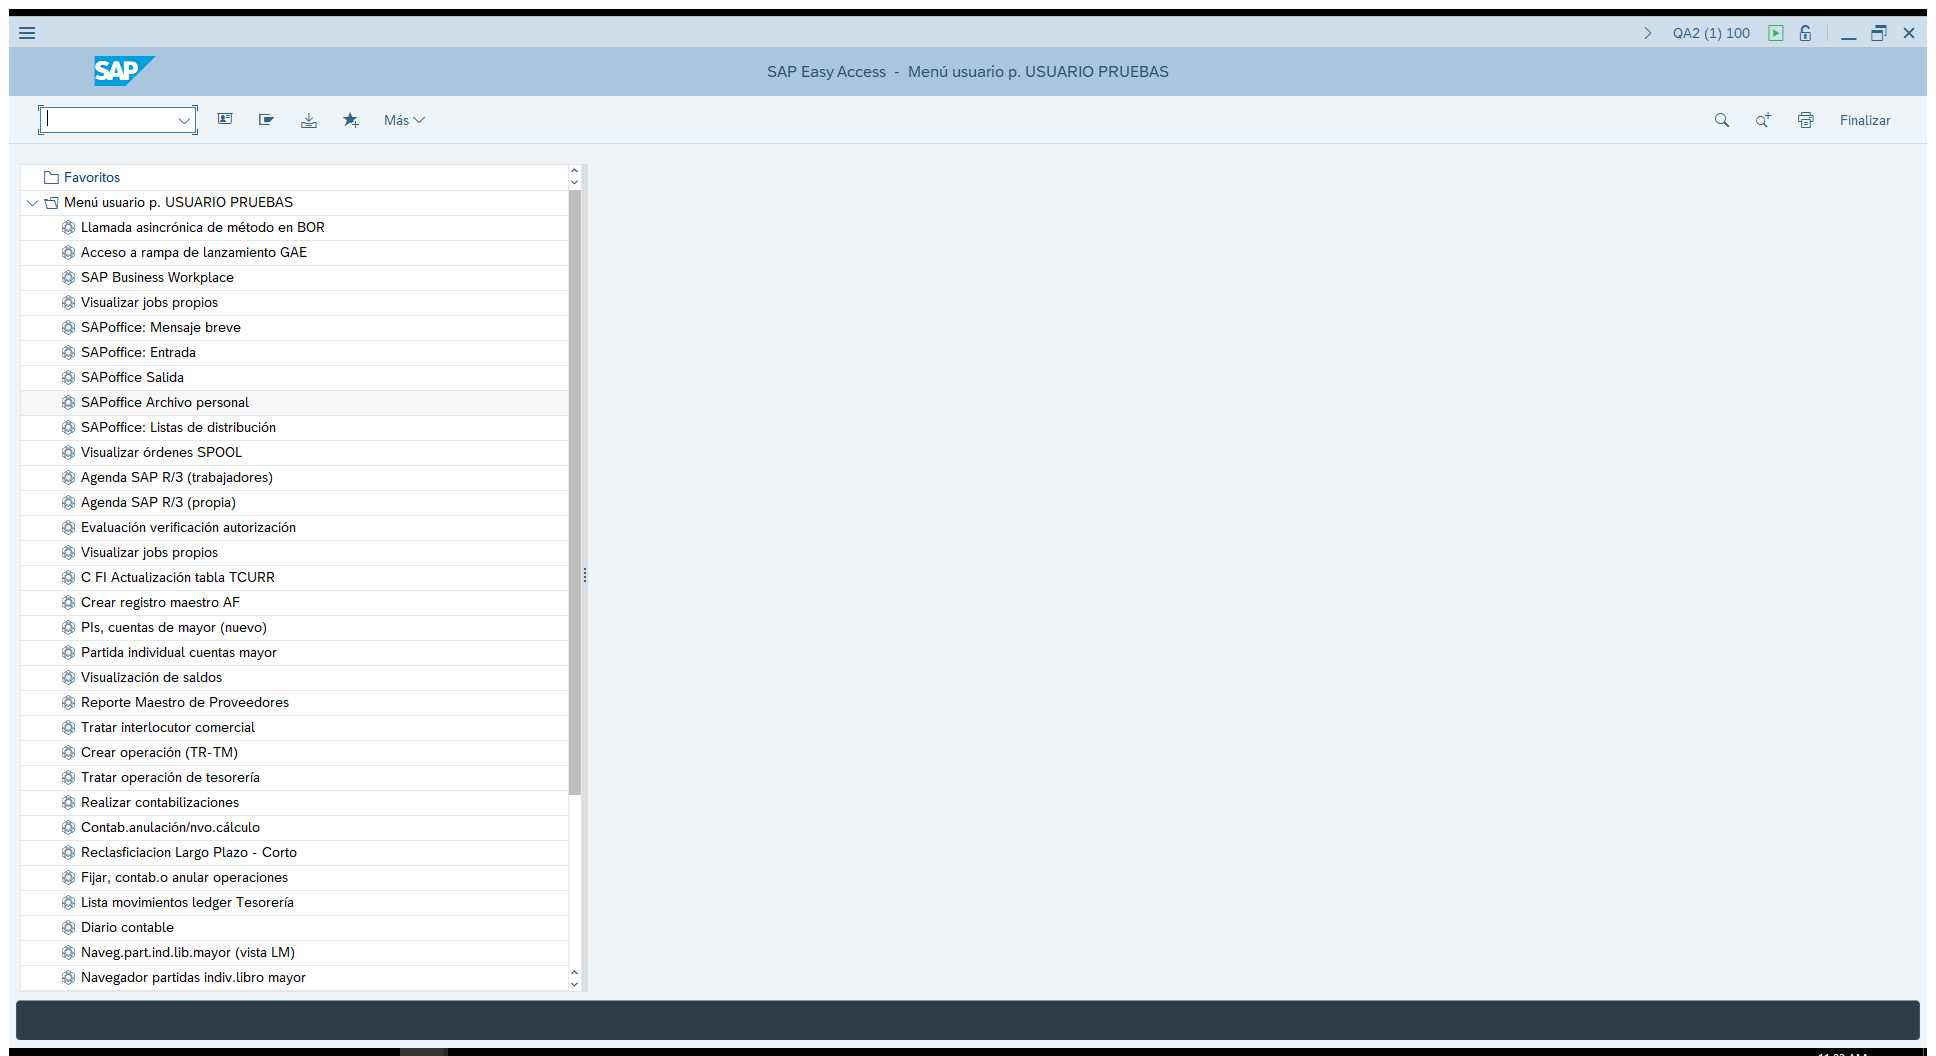 QA2 (1) 100
SAP
SAP Easy Access - Menú usuario p. USUARIO PRUEBAS
Más
Finalizar
Favoritos
Menú usuario p. USUARIO PRUEBAS
Llamada asincrónica de método en BOR
Acceso a rampa de lanzamiento GAE
SAP Business Workplace
Visualizar jobs propios
SAPoffice: Mensaje breve
SAPoffice: Entrada
SAPoffice Salida
SAPoffice Archivo personal
SAPoffice: Listas de distribución
Visualizar órdenes SPOOL
Agenda SAP R/3 (trabajadores)
Agenda SAP R/3 (propia)
Evaluación verificación autorización
Visualizar jobs propios
C FI Actualización tabla TCURR
Crear registro maestro AF
PIs, cuentas de mayor (nuevo)
Partida individual cuentas mayor
Visualización de saldos
Reporte Maestro de Proveedores
Tratar interlocutor comercial
Crear operación (TR-TM)
Tratar operación de tesorería
Realizar contabilizaciones
Contab.anulación/nvo.cálculo
Reclasficiacion Largo Plazo - Corto
Fijar, contab.o anular operaciones
Lista movimientos ledger Tesorería
Diario contable
Naveg.part.ind.lib.mayor (vista LM)
Navegador partidas indiv.libro mayor